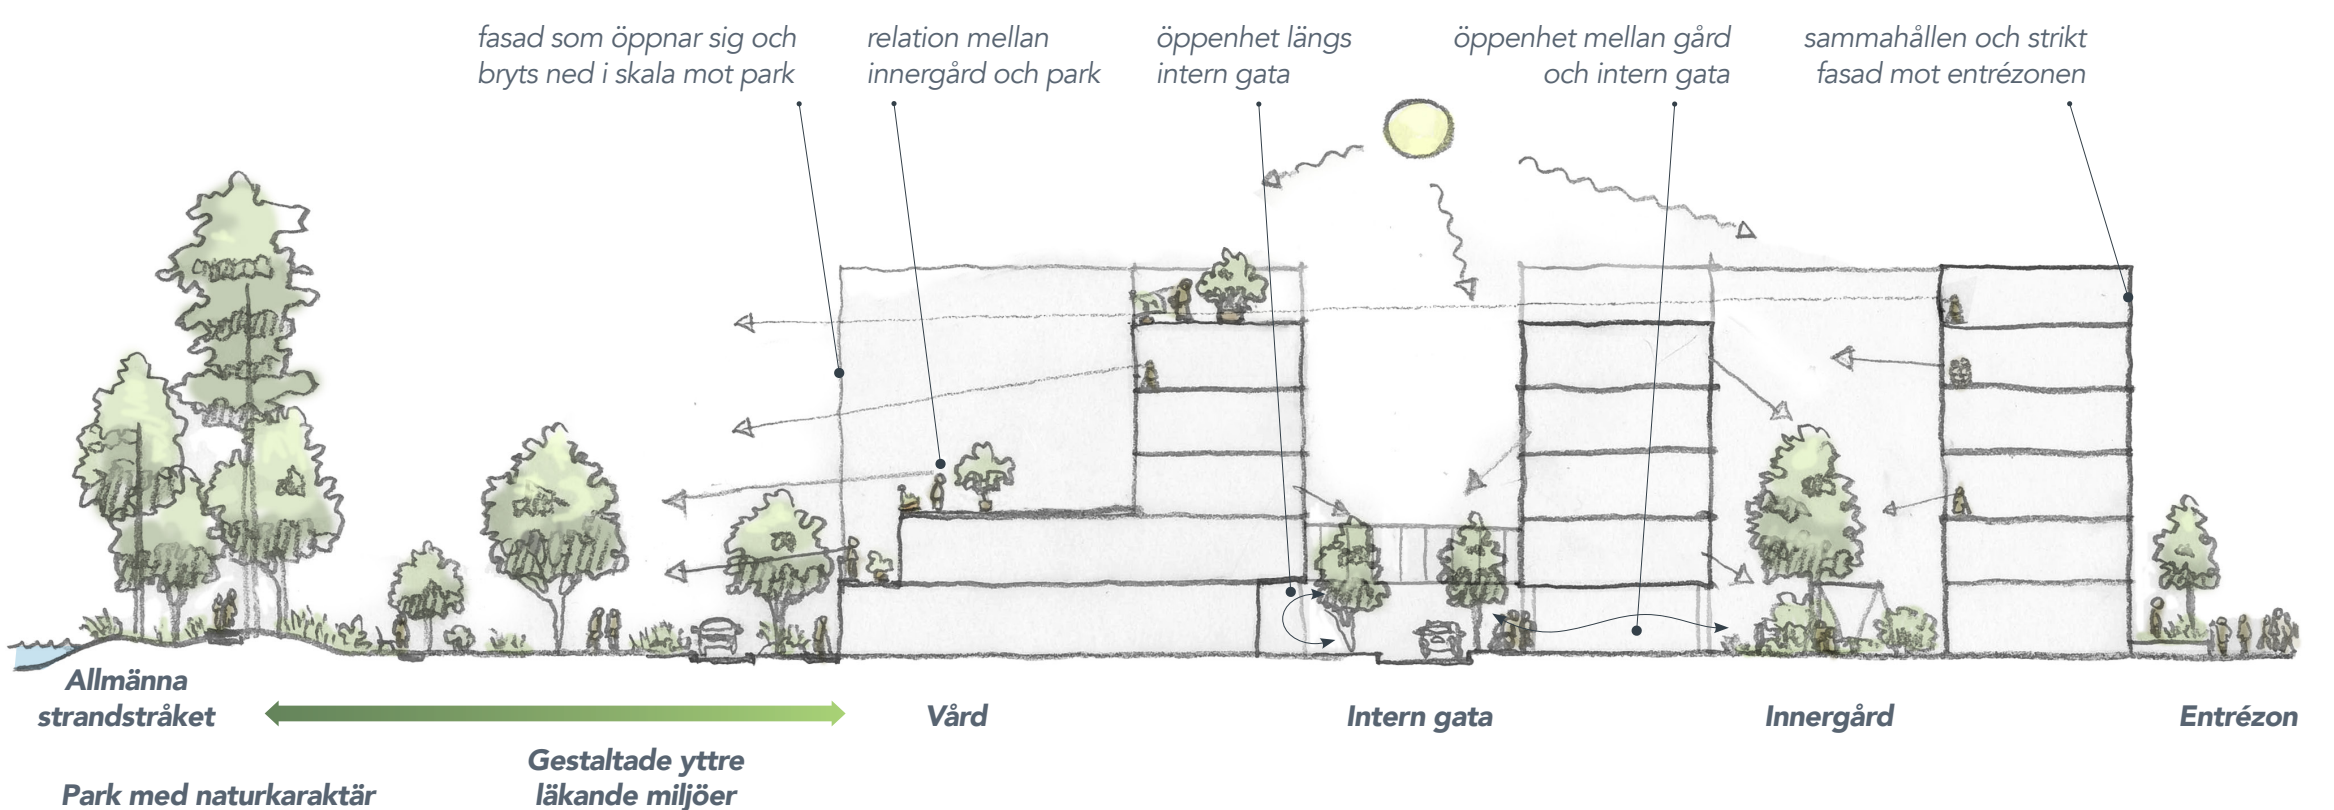 fasad som öppnar sig och
bryts ned i skala mot park
relation mellan
innergård och park
öppenhet längs
intern gata
öppenhet mellan gård
och intern gata
sammahållen och strikt
fasad mot entrézonen
Allmänna
strandstråket
Vård
Intern gata
Innergård
Entrézon
Gestaltade yttre
läkande miljöer
Park med naturkaraktär